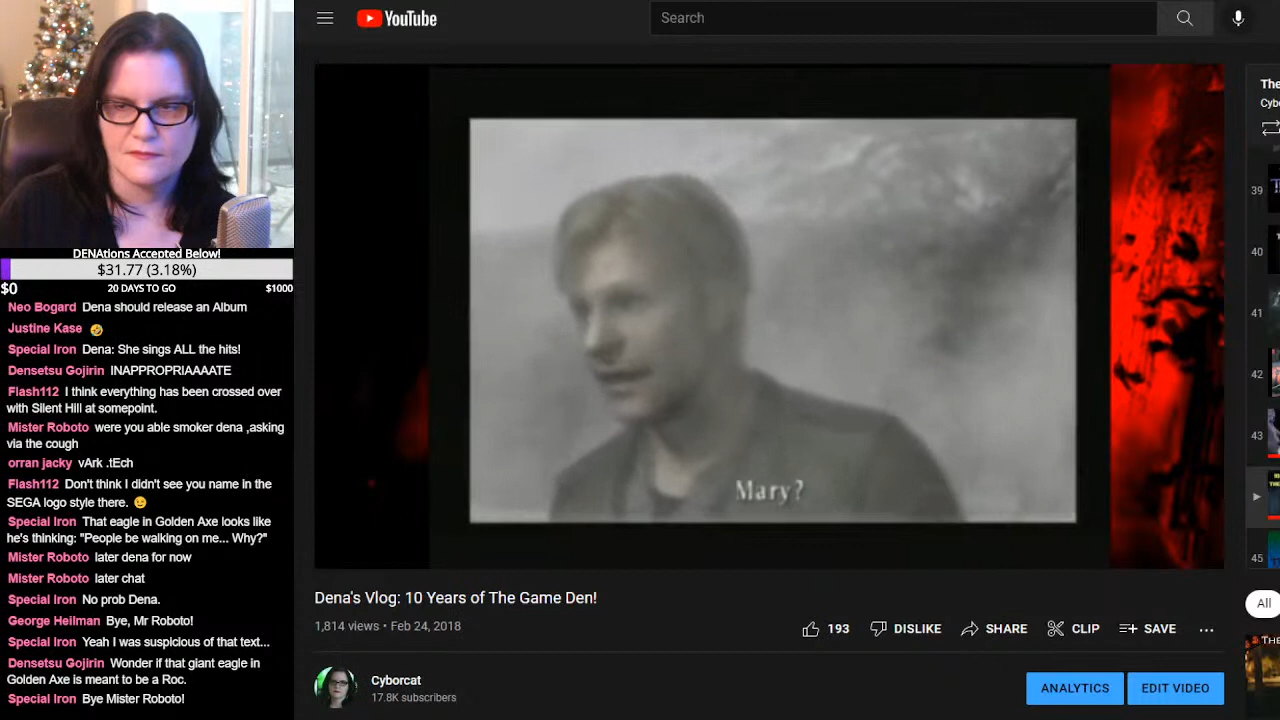 DENAtions Accepted Below!
$31.77 (3.18%)
$0 20 DAYS TO GO $1000
Neo Bogard Dena should release an Album
Justine Kase 🤣
Special Iron Dena: She sings ALL the hits!
Densetsu Gojirin INAPPROPRIAAAATE
Flash112 I think everything has been crossed over
with Silent Hill at somepoint.
Mister Roboto were you able smoker dena ,asking
via the cough
orran jacky vArk .tEch
Flash112 Don't think I didn't see you name in the
SEGA logo style there. 😉
Special Iron That eagle in Golden Axe looks like
he's thinking: "People be walking on me... Why?"
Mister Roboto later dena for now
Mister Roboto later chat
Special Iron No prob Dena.
George Heilman Bye, Mr Roboto!
Special Iron Yeah I was suspicious of that text...
Densetsu Gojirin Wonder if that giant eagle in
Golden Axe is meant to be a Roc.
Special Iron Bye Mister Roboto!
YouTube
Search
Mary?
Dena's Vlog: 10 Years of The Game Den!
1,814 views • Feb 24, 2018
193 DISLIKE SHARE CLIP SAVE ...
Cyborcat
17.8K subscribers
ANALYTICS EDIT VIDEO
The
Cybo
39
40
41
42
43
45
All